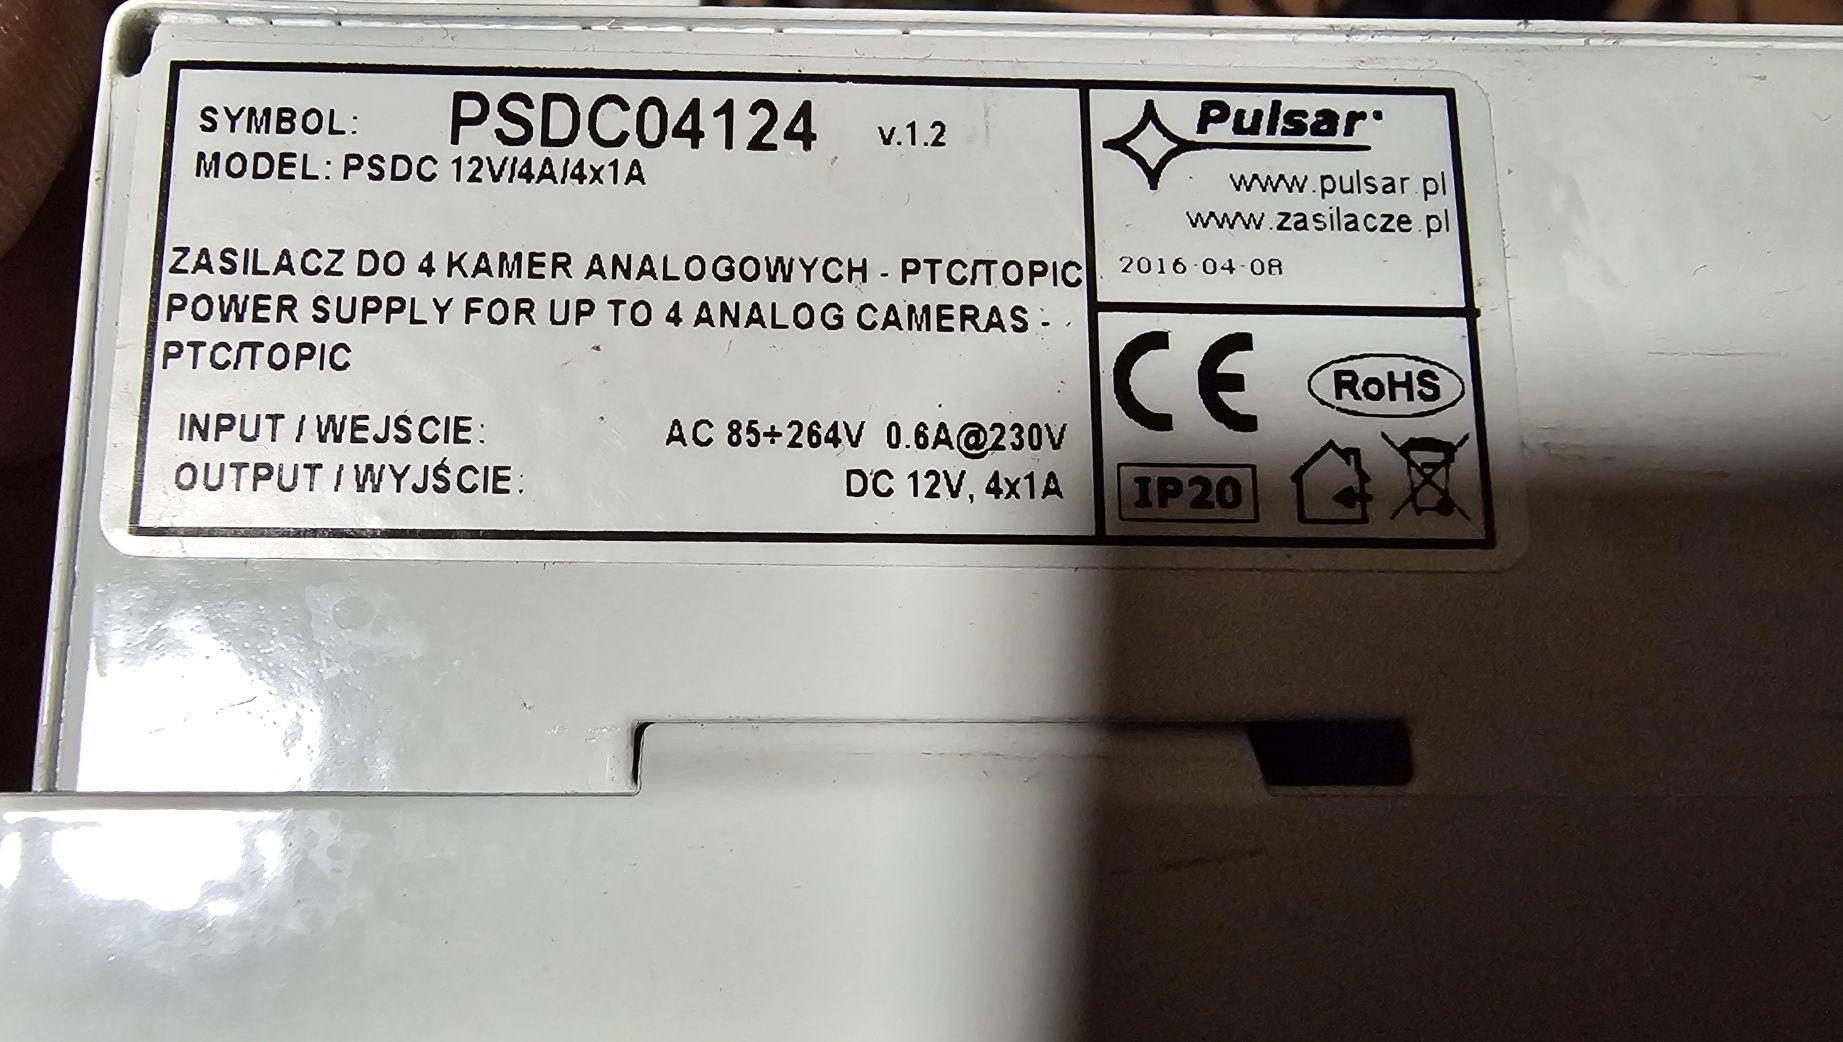 SYMBOL: PSDC04124 v.1.2
MODEL: PSDC 12V/4A/4x1A
ZASILACZ DO 4 KAMER ANALOGOWYCH - PTC/TOPIC
POWER SUPPLY FOR UP TO 4 ANALOG CAMERAS -
PTC/TOPIC
INPUT / WEJŚCIE: AC 85÷264V 0.6A@230V
OUTPUT / WYJŚCIE: DC 12V, 4x1A
Pulsar
www.pulsar.pl
www.zasilacze.pl
2016-04-08
CE
RoHS
IP20